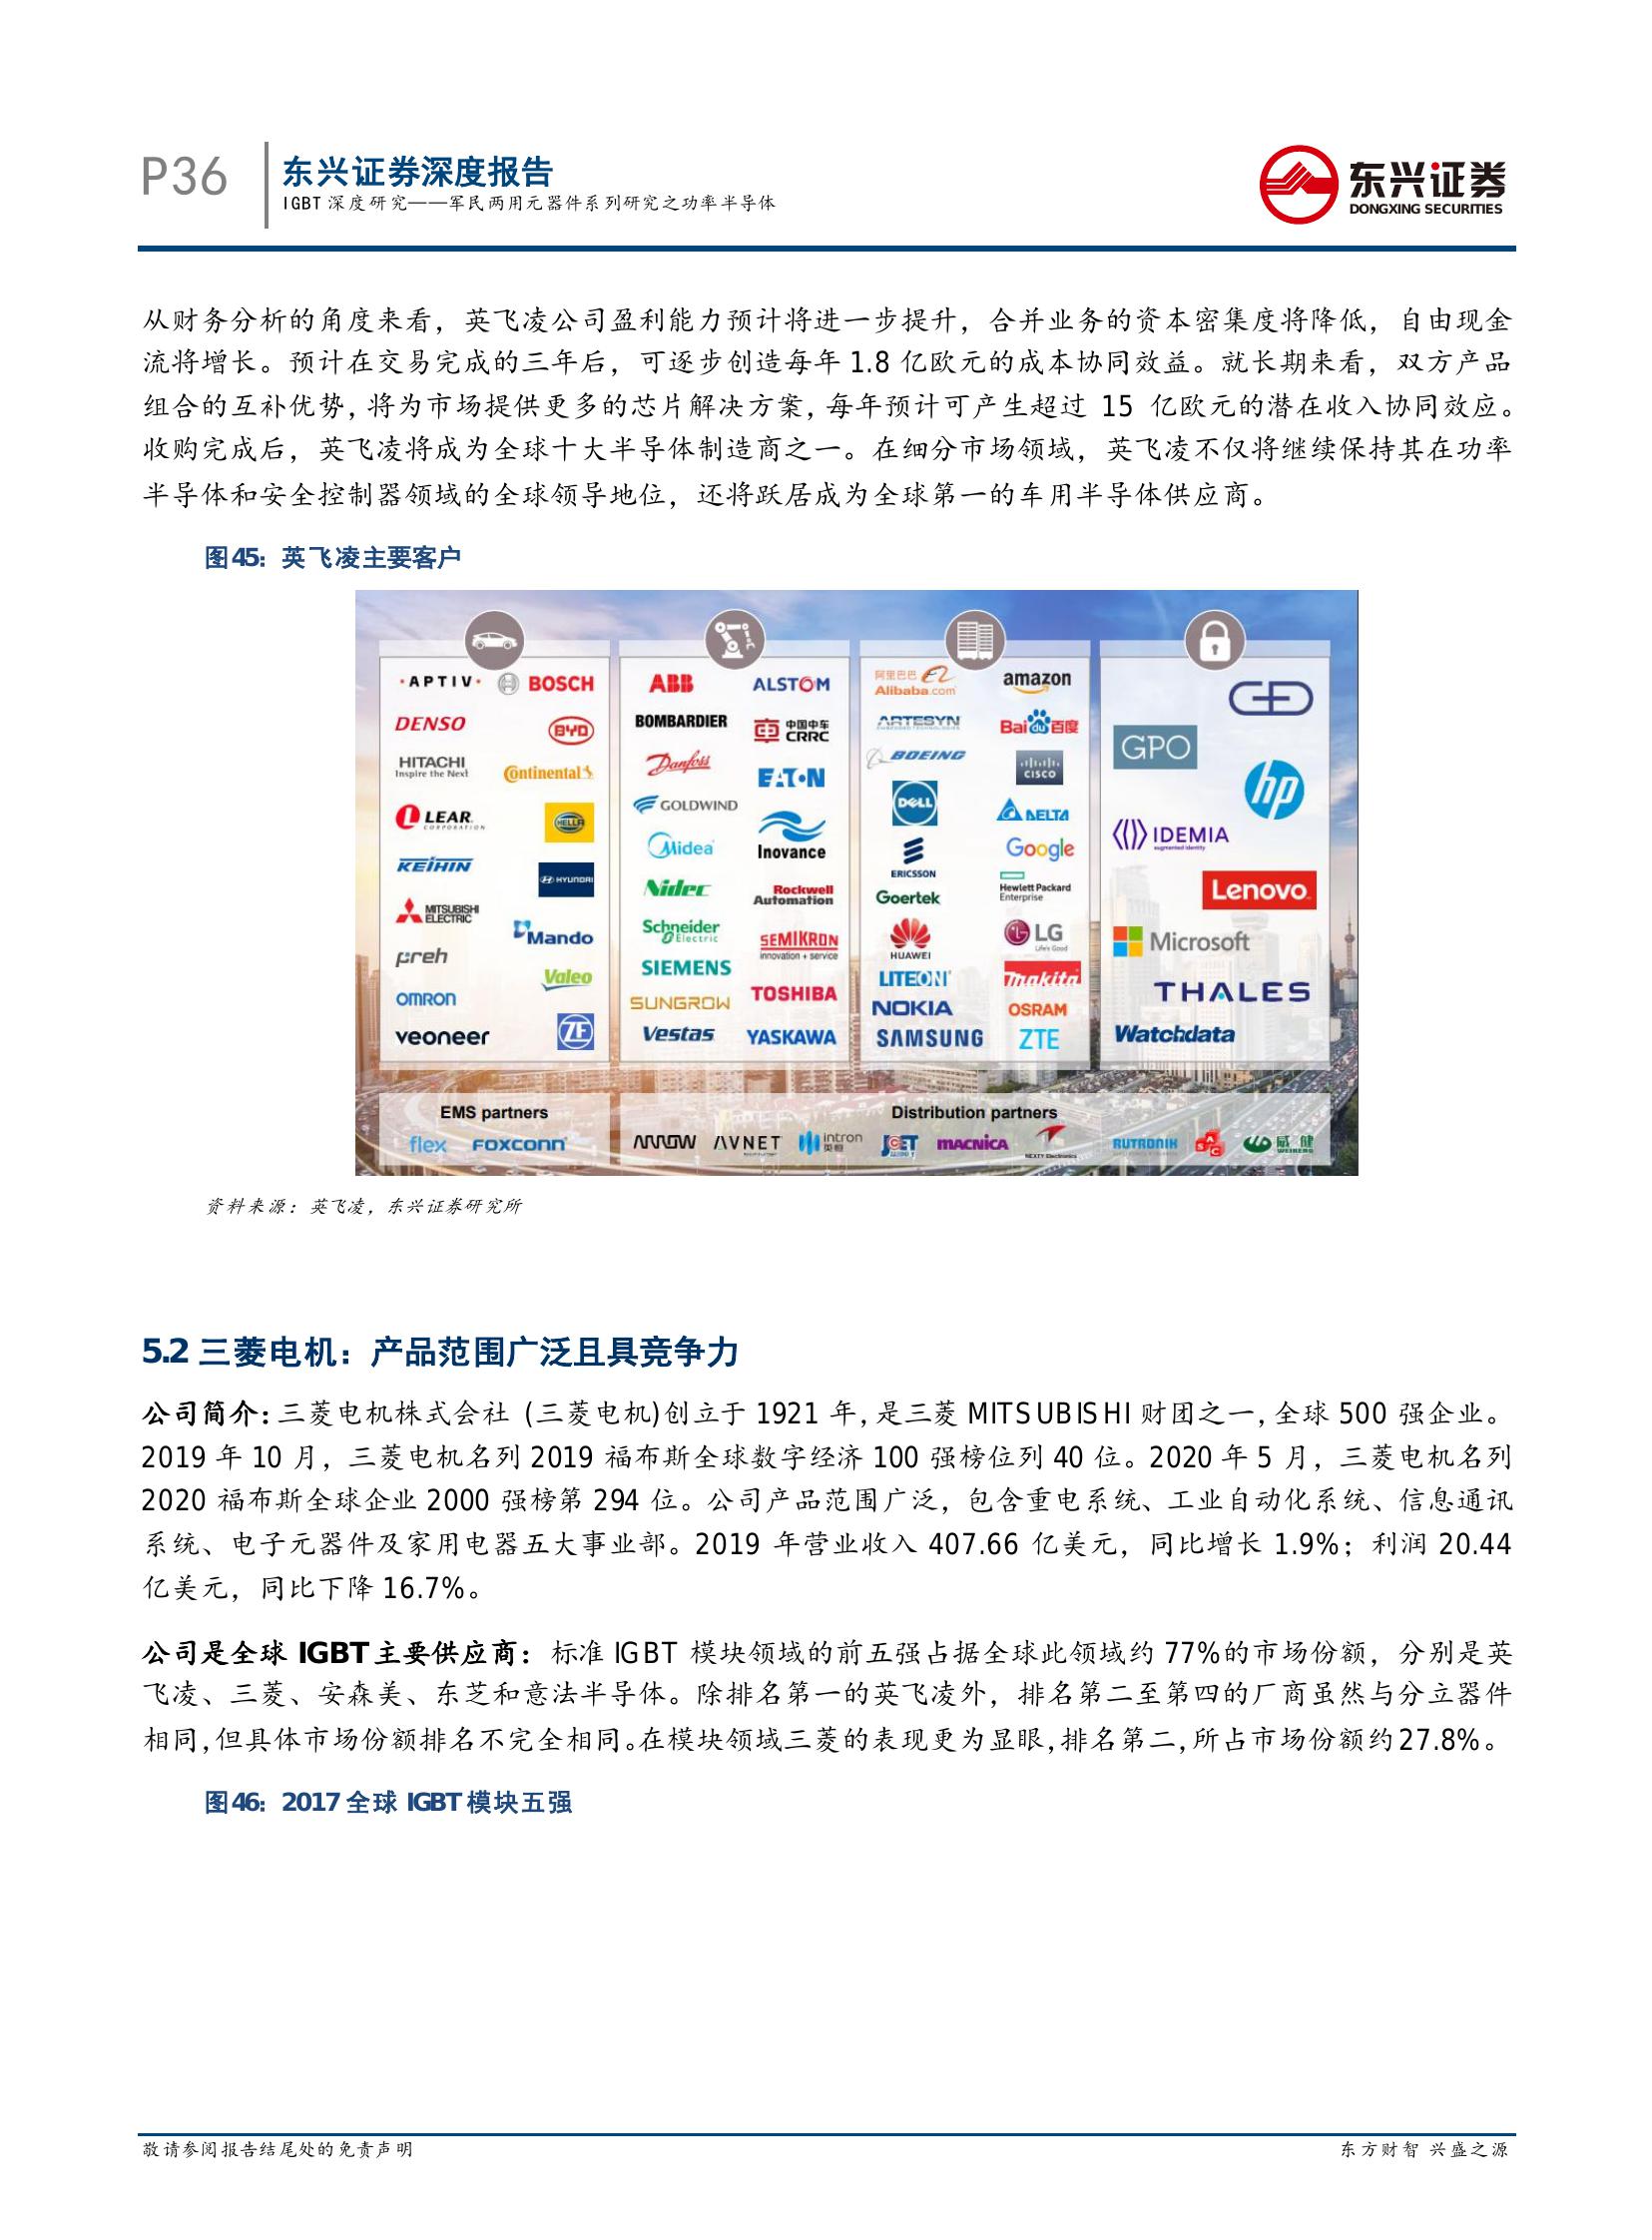 P36
东兴证券深度报告
IGBT 深度研究——军民两用元器件系列研究之功率半导体
东兴证券
DONGXING SECURITIES
从财务分析的角度来看，英飞凌公司盈利能力预计将进一步提升，合并业务的资本密集度将降低，自由现金
流将增长。预计在交易完成的三年后，可逐步创造每年 1.8 亿欧元的成本协同效益。就长期来看，双方产品
组合的互补优势，将为市场提供更多的芯片解决方案，每年预计可产生超过 15 亿欧元的潜在收入协同效应。
收购完成后，英飞凌将成为全球十大半导体制造商之一。在细分市场领域，英飞凌不仅将继续保持其在功率
半导体和安全控制器领域的全球领导地位，还将跃居成为全球第一的车用半导体供应商。
图45：英飞凌主要客户
·APTIV· BOSCH
DENSO BYD
HITACHI
Inspire the Next
Continental
LEAR
CORPORATION
HELLA
KEIHIN
HYUNDAI
MITSUBISHI
ELECTRIC
Mando
preh
Valeo
OMRON
veoneer ZF
ABB ALSTOM
BOMBARDIER
中国中车
CRRC
Danfoss
EATON
GOLDWIND
Midea
Inovance
Nidec
Rockwell
Automation
Schneider
Electric
SEMIKRON
innovation + service
SIEMENS
TOSHIBA
SUNGROW
Vestas YASKAWA
阿里巴巴
Alibaba.com
amazon
ARTESYN
EMBEDDED TECHNOLOGIES
Bai du 百度
BOEING
CISCO
DELL
DELTA
ERICSSON
Google
Goertek
Hewlett Packard
Enterprise
HUAWEI
LG
Life's Good
LITEON
makita
NOKIA
OSRAM
SAMSUNG ZTE
G+D
GPO
hp
IDEMIA
augmented identity
Lenovo
Microsoft
THALES
Watchdata
EMS partners
flex FOXCONN
Distribution partners
ARROW AVNET intron 英恒 JCET MACNICA NEXTY Electronics RUTRONIK SAC 威健 WEIKENG
资料来源：英飞凌，东兴证券研究所
5.2 三菱电机：产品范围广泛且具竞争力
公司简介：三菱电机株式会社 (三菱电机)创立于 1921 年，是三菱 MITSUBISHI 财团之一，全球 500 强企业。
2019 年 10 月，三菱电机名列 2019 福布斯全球数字经济 100 强榜位列 40 位。2020 年 5 月，三菱电机名列
2020 福布斯全球企业 2000 强榜第 294 位。公司产品范围广泛，包含重电系统、工业自动化系统、信息通讯
系统、电子元器件及家用电器五大事业部。2019 年营业收入 407.66 亿美元，同比增长 1.9%；利润 20.44
亿美元，同比下降 16.7%。
公司是全球 IGBT 主要供应商：标准 IGBT 模块领域的前五强占据全球此领域约 77%的市场份额，分别是英
飞凌、三菱、安森美、东芝和意法半导体。除排名第一的英飞凌外，排名第二至第四的厂商虽然与分立器件
相同，但具体市场份额排名不完全相同。在模块领域三菱的表现更为显眼，排名第二，所占市场份额约 27.8%。
图46：2017 全球 IGBT 模块五强
敬请参阅报告结尾处的免责声明
东方财智 兴盛之源